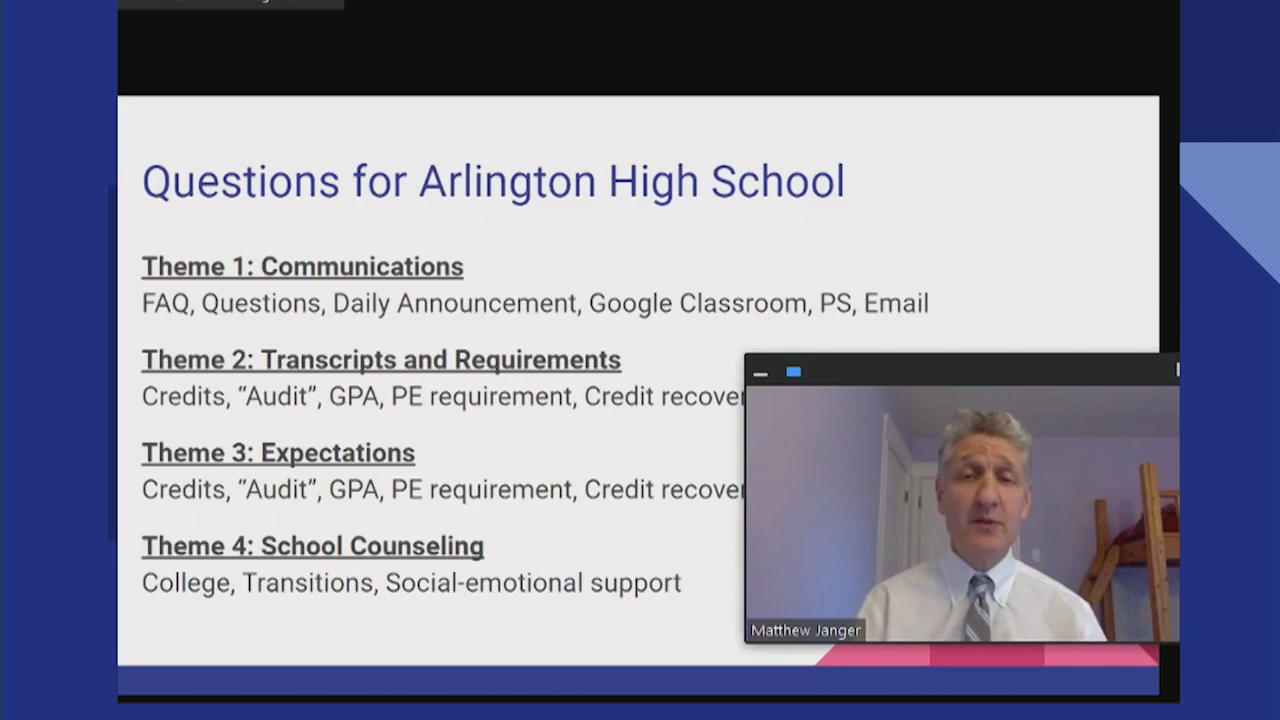 Questions for Arlington High School
Theme 1: Communications
FAQ, Questions, Daily Announcement, Google Classroom, PS, Email
Theme 2: Transcripts and Requirements
Credits, “Audit”, GPA, PE requirement, Credit recover
Theme 3: Expectations
Credits, “Audit”, GPA, PE requirement, Credit recover
Theme 4: School Counseling
College, Transitions, Social-emotional support
Matthew Janger